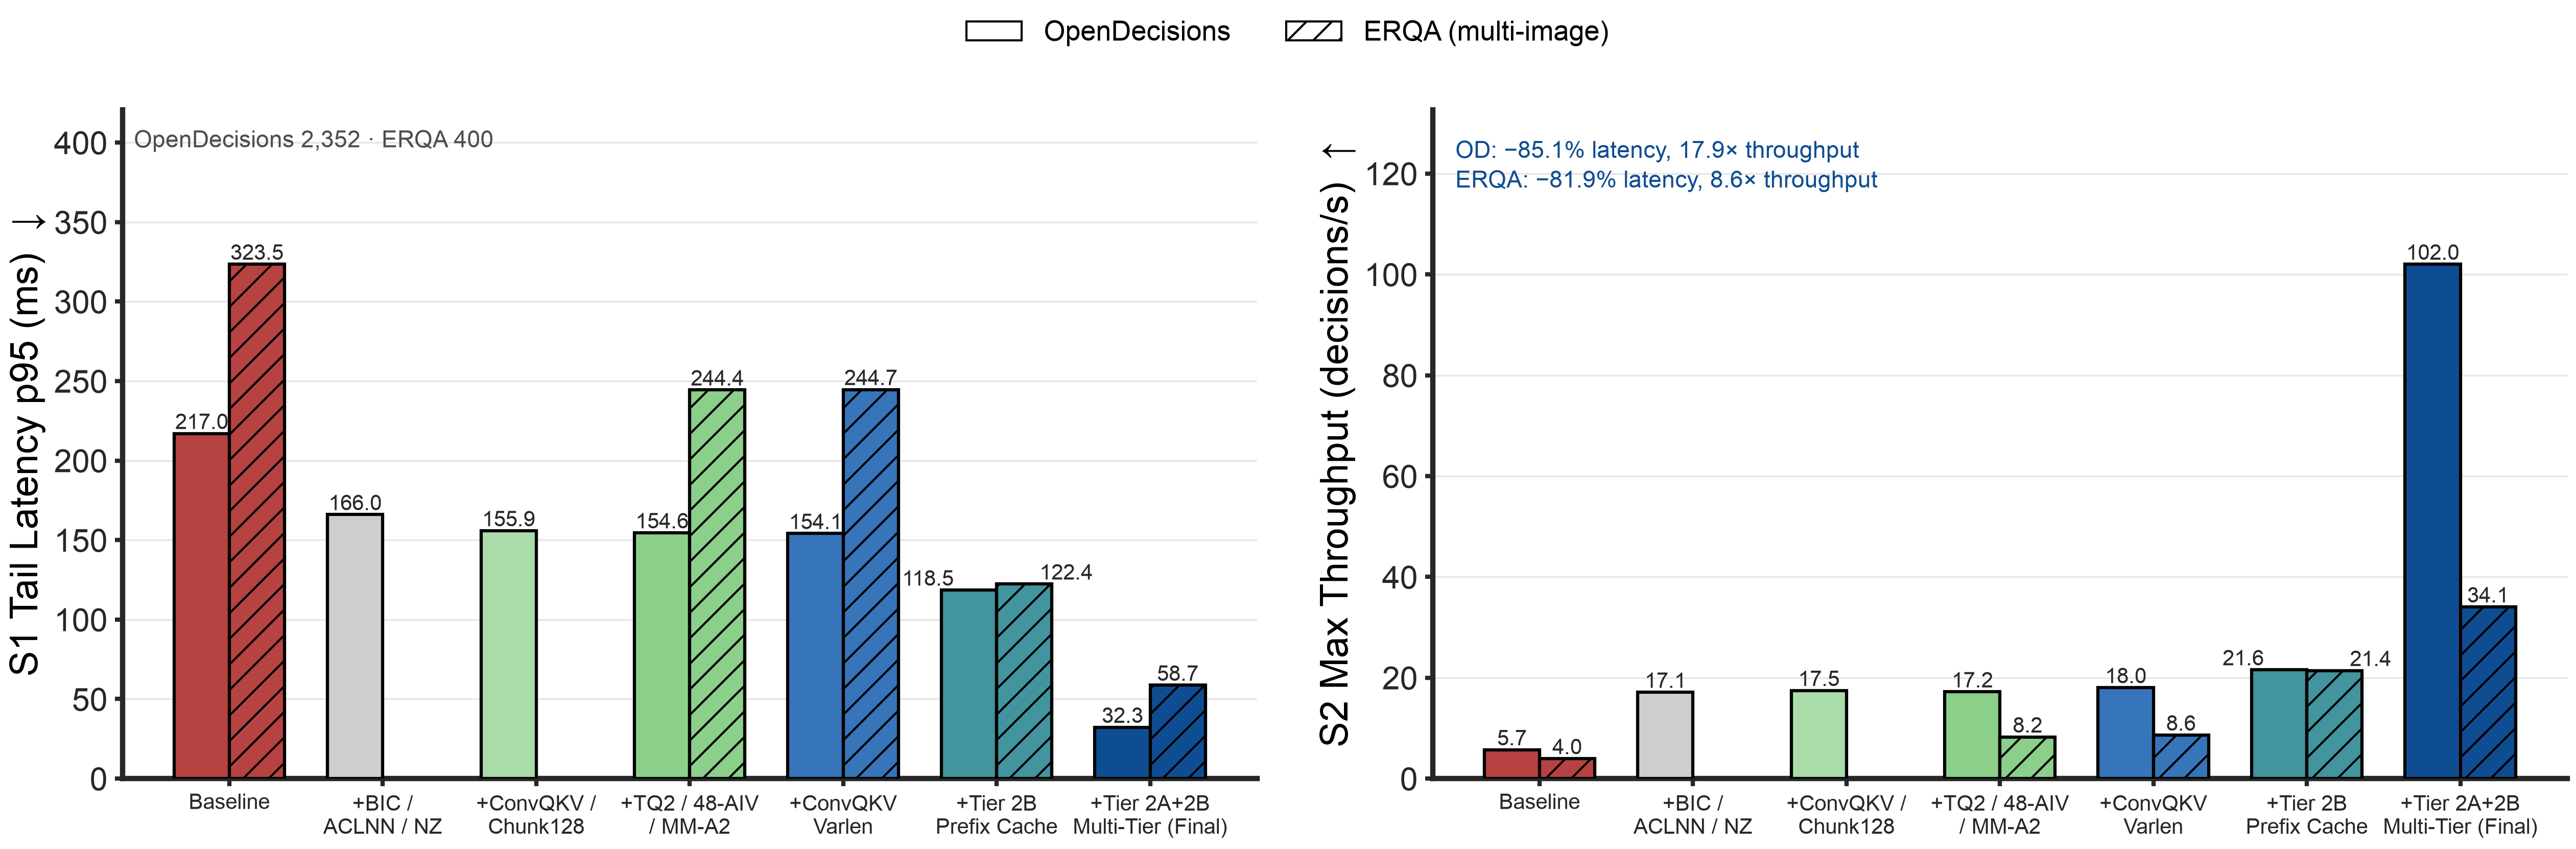 OpenDecisions
ERQA (multi-image)
S1 Tail Latency p95 (ms) ↓
400
350
300
250
200
150
100
50
0
OpenDecisions 2,352 · ERQA 400
217.0
323.5
166.0
155.9
154.6
244.4
154.1
244.7
118.5
122.4
32.3
58.7
Baseline
+BIC /
ACLNN / NZ
+ConvQKV /
Chunk128
+TQ2 / 48-AIV
/ MM-A2
+ConvQKV
Varlen
+Tier 2B
Prefix Cache
+Tier 2A+2B
Multi-Tier (Final)
S2 Max Throughput (decisions/s) ↑
120
100
80
60
40
20
0
OD: −85.1% latency, 17.9× throughput
ERQA: −81.9% latency, 8.6× throughput
5.7
4.0
17.1
17.5
17.2
8.2
18.0
8.6
21.6
21.4
102.0
34.1
Baseline
+BIC /
ACLNN / NZ
+ConvQKV /
Chunk128
+TQ2 / 48-AIV
/ MM-A2
+ConvQKV
Varlen
+Tier 2B
Prefix Cache
+Tier 2A+2B
Multi-Tier (Final)